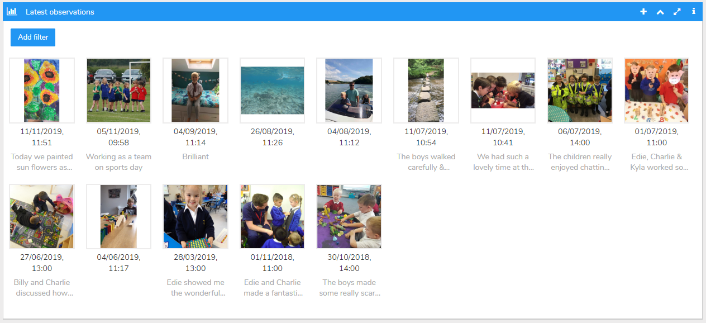 Latest observations
Add filter
11/11/2019,
11:51
Today we painted
sun flowers as...
05/11/2019,
09:58
Working as a team
on sports day
04/09/2019,
11:14
Briliant
26/08/2019,
11:26
04/08/2019,
11:12
11/07/2019,
10:54
The boys walked
carefully &...
11/07/2019,
10:41
We had such a
lovely time at th...
06/07/2019,
14:00
The children really
enjoyed chattin...
01/07/2019,
11:00
Edie, Charlie &
Kyla worked so...
27/06/2019,
13:00
Billy and Charlie
discussed how...
04/06/2019,
11:17
28/03/2019,
13:00
Edie showed me
the wonderful...
01/11/2018,
11:00
Edie and Charlie
made a fantasti...
30/10/2018,
14:00
The boys made
some really scar...